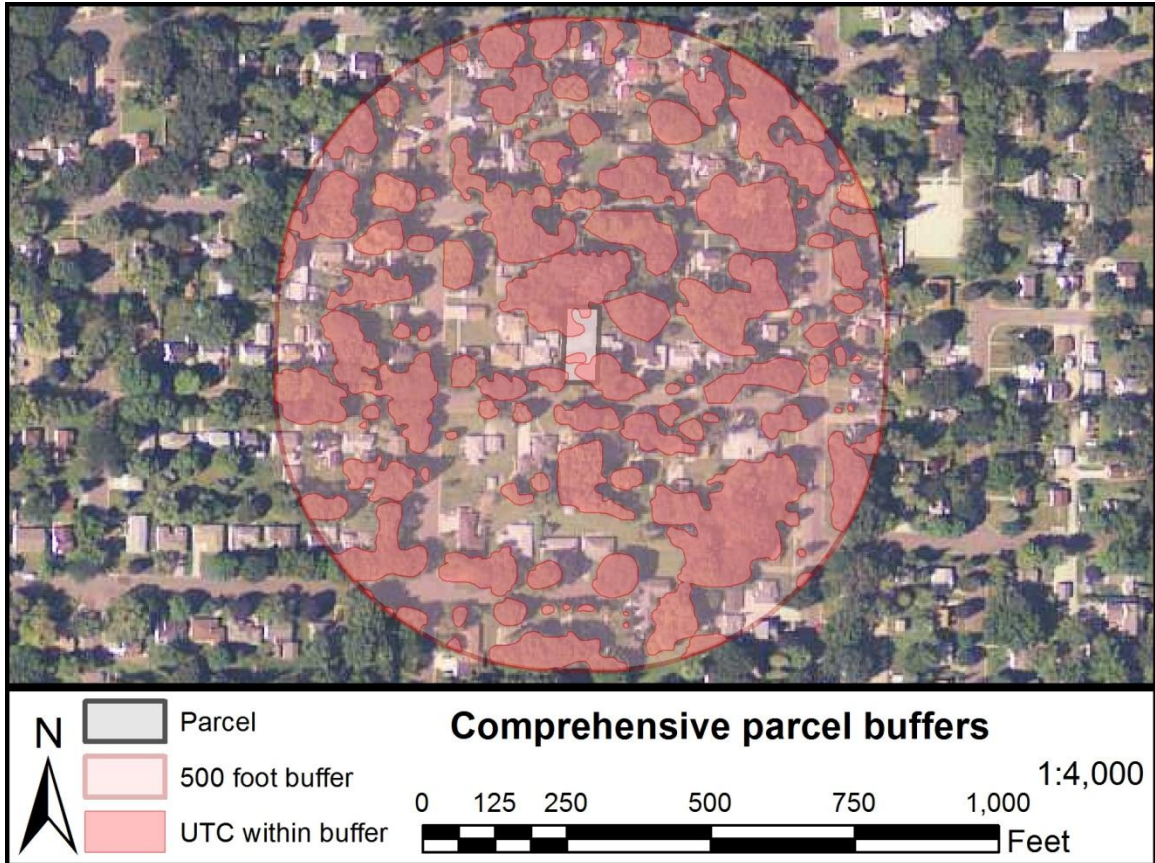 N
Parcel
500 foot buffer
UTC within buffer
Comprehensive parcel buffers
1:4,000
0 125 250 500 750 1,000
Feet